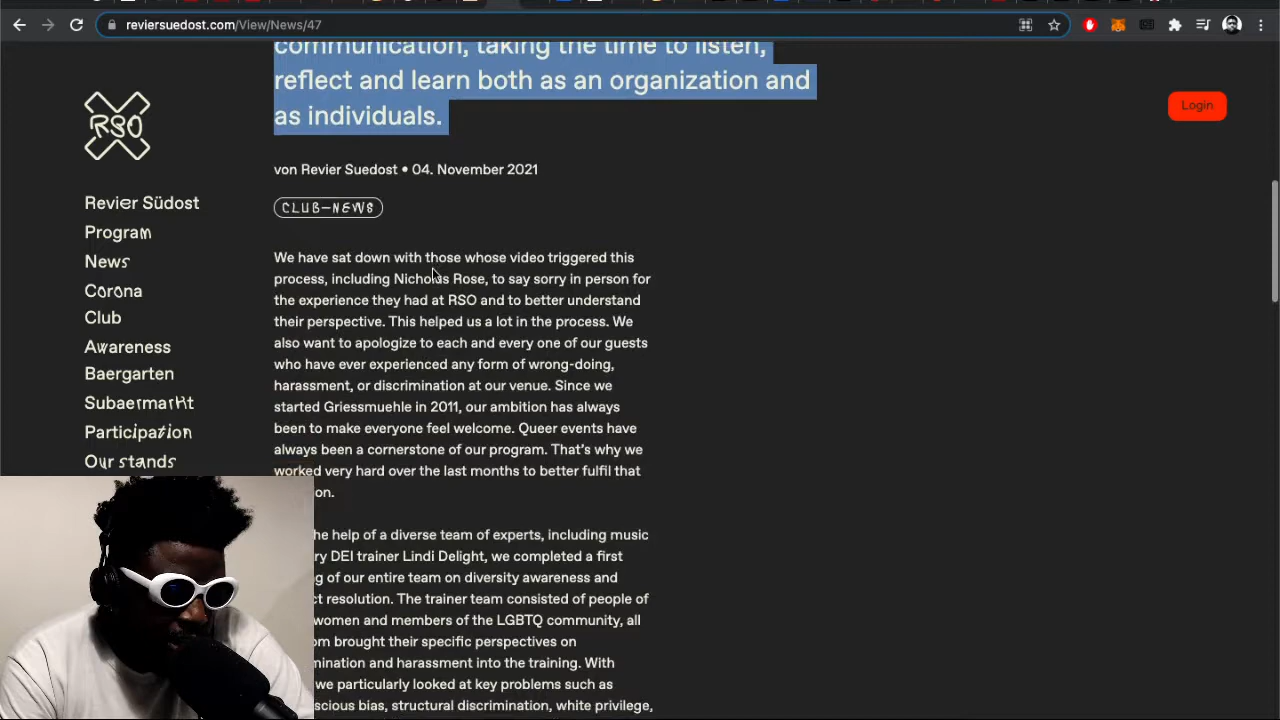 reviersuedost.com/View/News/47
communication, taking the time to listen,
reflect and learn both as an organization and
as individuals.
Login
RSO
von Revier Suedost • 04. November 2021
CLUB-NEWS
Revier Südost
Program
News
Corona
Club
Awareness
Baergarten
Subaermarkt
Participation
Our stands
We have sat down with those whose video triggered this
process, including Nicholas Rose, to say sorry in person for
the experience they had at RSO and to better understand
their perspective. This helped us a lot in the process. We
also want to apologize to each and every one of our guests
who have ever experienced any form of wrong-doing,
harassment, or discrimination at our venue. Since we
started Griessmuehle in 2011, our ambition has always
been to make everyone feel welcome. Queer events have
always been a cornerstone of our program. That’s why we
worked very hard over the last months to better fulfil that
on.
he help of a diverse team of experts, including music
ry DEI trainer Lindi Delight, we completed a first
g of our entire team on diversity awareness and
ct resolution. The trainer team consisted of people of
women and members of the LGBTQ community, all
om brought their specific perspectives on
mination and harassment into the training. With
we particularly looked at key problems such as
scious bias, structural discrimination, white privilege,